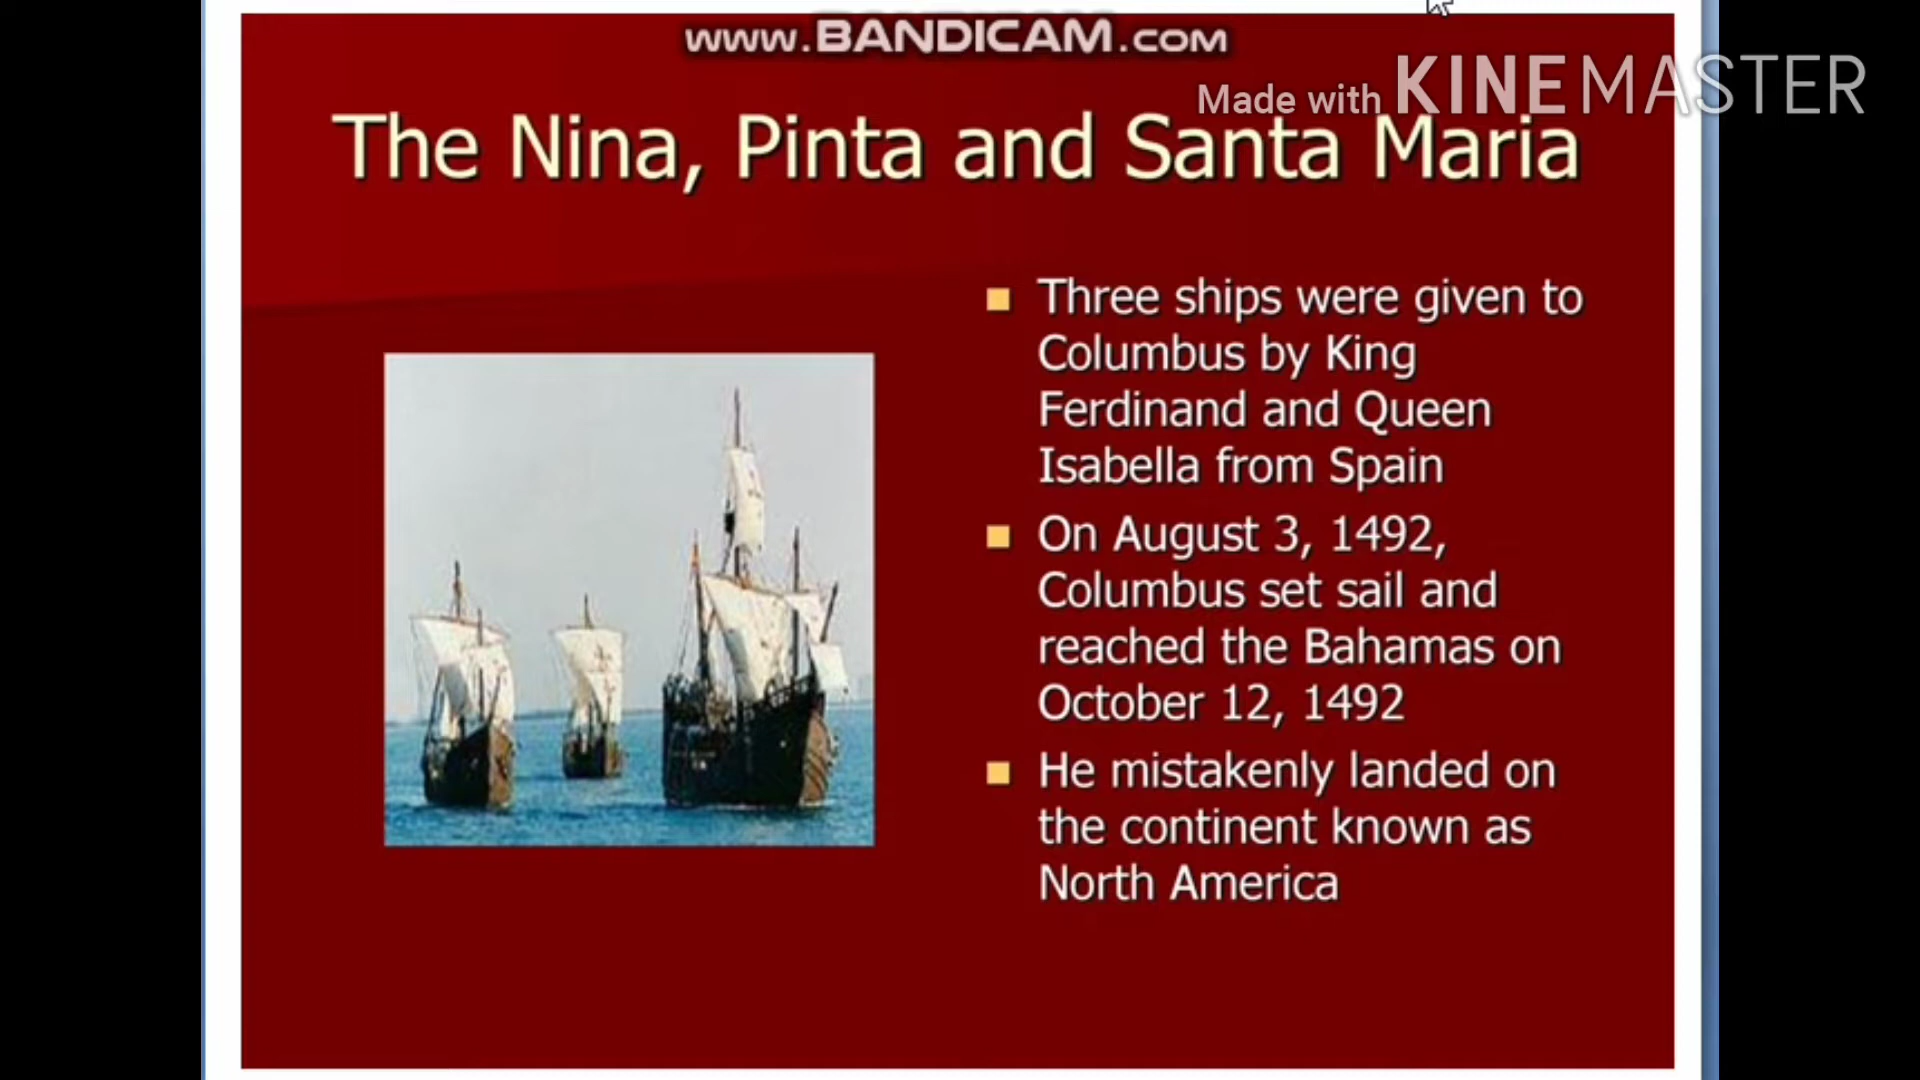 www.BANDICAM.com
Made with KINEMASTER
The Nina, Pinta and Santa Maria
Three ships were given to
Columbus by King
Ferdinand and Queen
Isabella from Spain
On August 3, 1492,
Columbus set sail and
reached the Bahamas on
October 12, 1492
He mistakenly landed on
the continent known as
North America